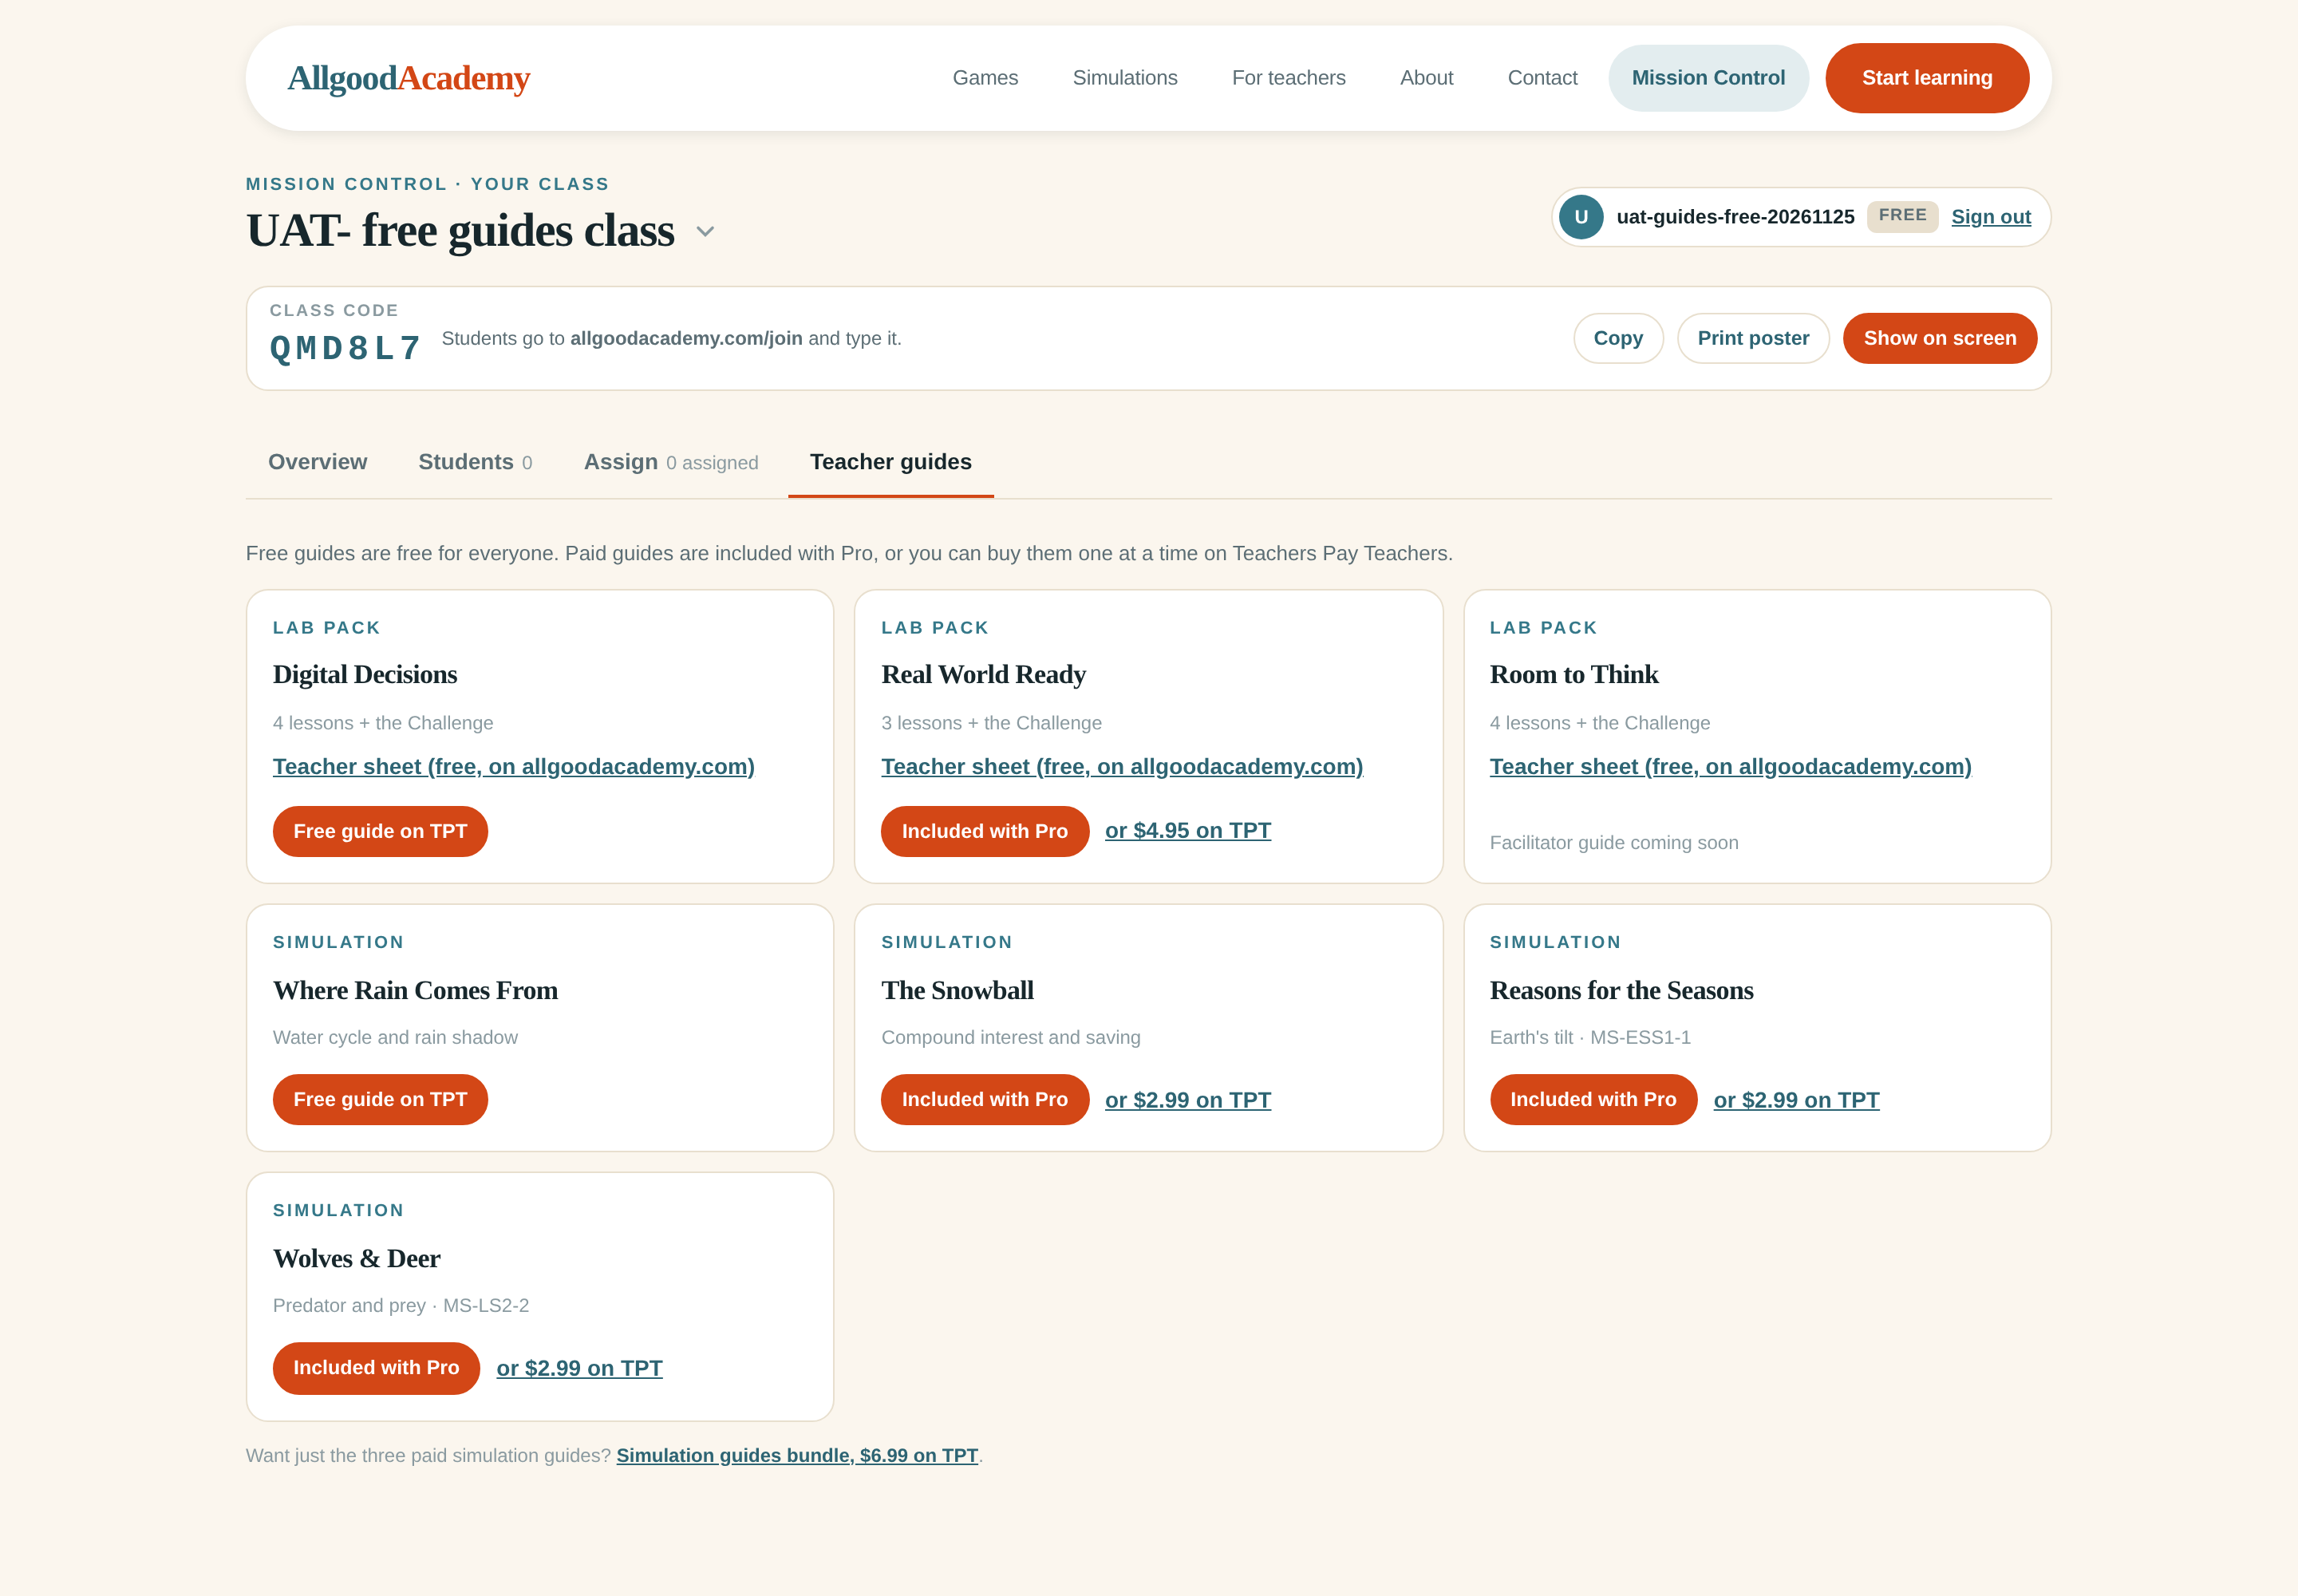 AllgoodAcademy
Games Simulations For teachers About Contact Mission Control Start learning
MISSION CONTROL · YOUR CLASS
UAT- free guides class
U uat-guides-free-20261125 FREE Sign out
CLASS CODE
QMD8L7 Students go to allgoodacademy.com/join and type it.
Copy Print poster Show on screen
Overview Students 0 Assign 0 assigned Teacher guides
Free guides are free for everyone. Paid guides are included with Pro, or you can buy them one at a time on Teachers Pay Teachers.
LAB PACK
Digital Decisions
4 lessons + the Challenge
Teacher sheet (free, on allgoodacademy.com)
Free guide on TPT
LAB PACK
Real World Ready
3 lessons + the Challenge
Teacher sheet (free, on allgoodacademy.com)
Included with Pro or $4.95 on TPT
LAB PACK
Room to Think
4 lessons + the Challenge
Teacher sheet (free, on allgoodacademy.com)
Facilitator guide coming soon
SIMULATION
Where Rain Comes From
Water cycle and rain shadow
Free guide on TPT
SIMULATION
The Snowball
Compound interest and saving
Included with Pro or $2.99 on TPT
SIMULATION
Reasons for the Seasons
Earth's tilt · MS-ESS1-1
Included with Pro or $2.99 on TPT
SIMULATION
Wolves & Deer
Predator and prey · MS-LS2-2
Included with Pro or $2.99 on TPT
Want just the three paid simulation guides? Simulation guides bundle, $6.99 on TPT.